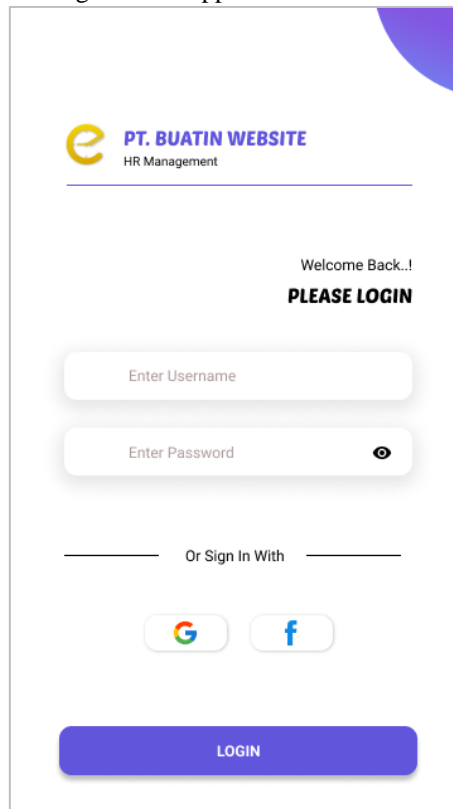 PT. BUATIN WEBSITE
HR Management
Welcome Back..!
PLEASE LOGIN
Enter Username
Enter Password
Or Sign In With
LOGIN